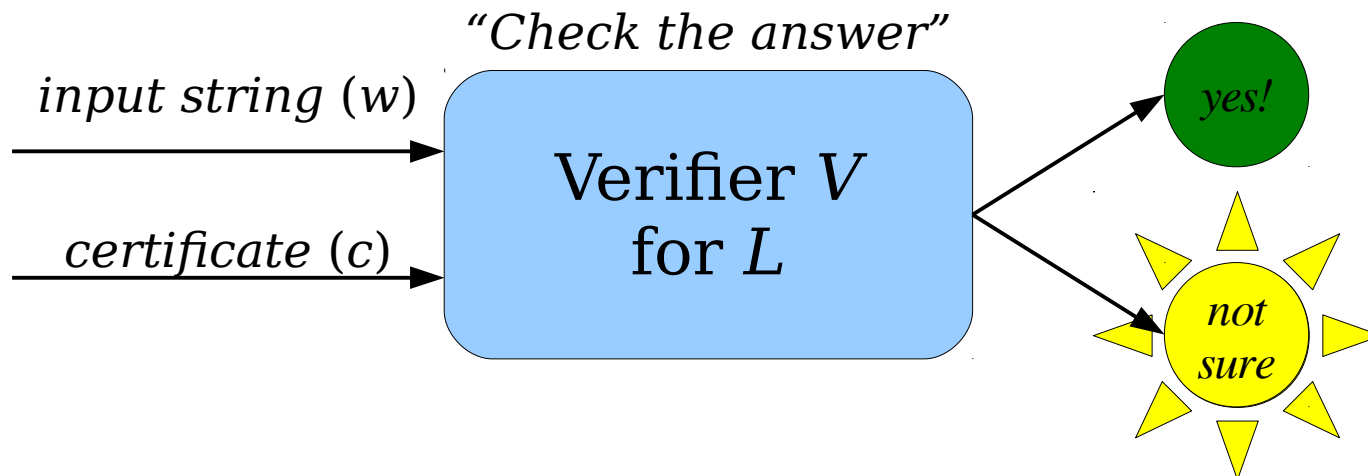 “Check the answer”
input string (w)
certificate (c)
Verifier V
for L
yes!
not
sure